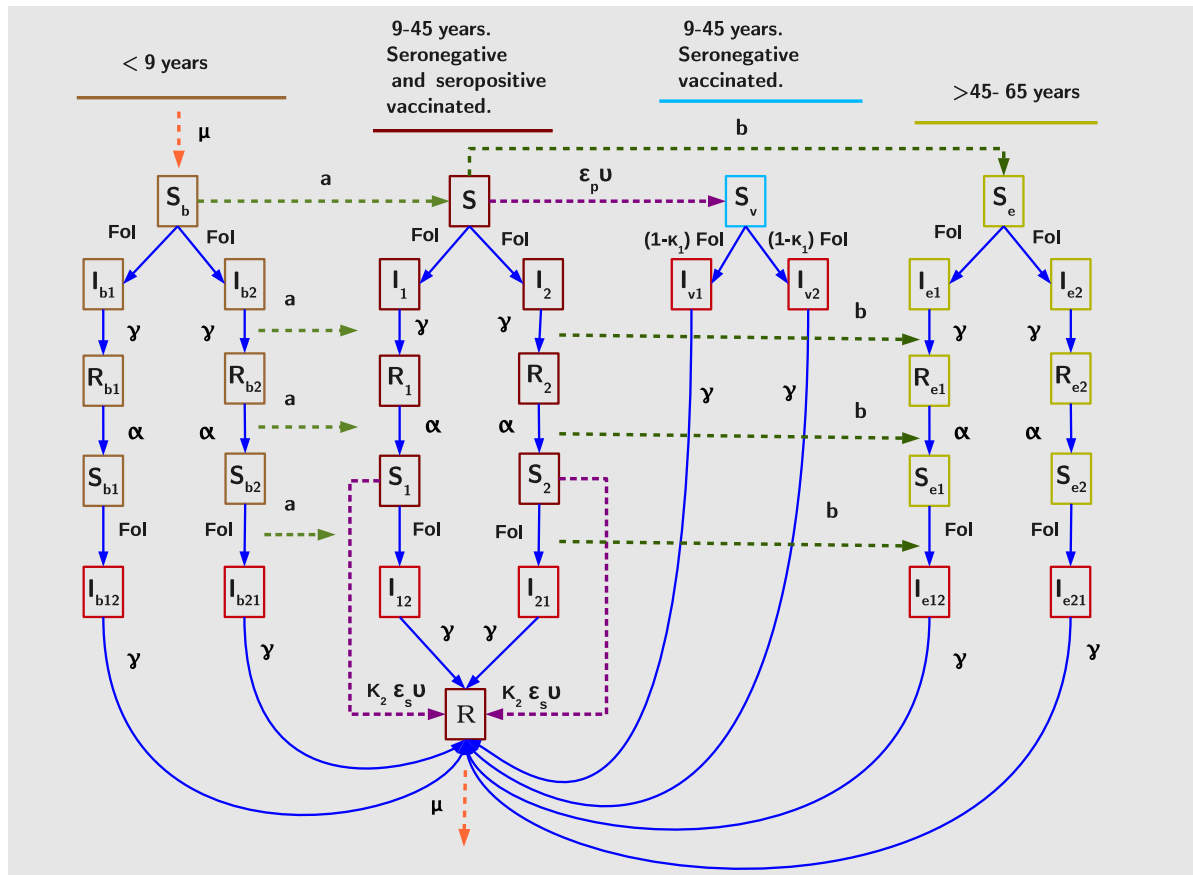 < 9 years
9-45 years.
Seronegative
and seropositive
vaccinated.
9-45 years.
Seronegative
vaccinated.
>45- 65 years
μ
b
a
ε_p υ
S_b
S
S_v
S_e
FoI
FoI
FoI
FoI
(1-κ_1) FoI
(1-κ_1) FoI
FoI
FoI
I_b1
I_b2
I_1
I_2
I_v1
I_v2
I_e1
I_e2
a
b
γ
γ
γ
γ
γ
γ
R_b1
R_b2
R_1
R_2
R_e1
R_e2
γ
γ
a
b
α
α
α
α
α
α
S_b1
S_b2
S_1
S_2
S_e1
S_e2
a
b
FoI
FoI
FoI
FoI
FoI
FoI
I_b12
I_b21
I_12
I_21
I_e12
I_e21
γ
γ
γ
γ
γ
γ
K_2 ε_s υ
K_2 ε_s υ
R
μ